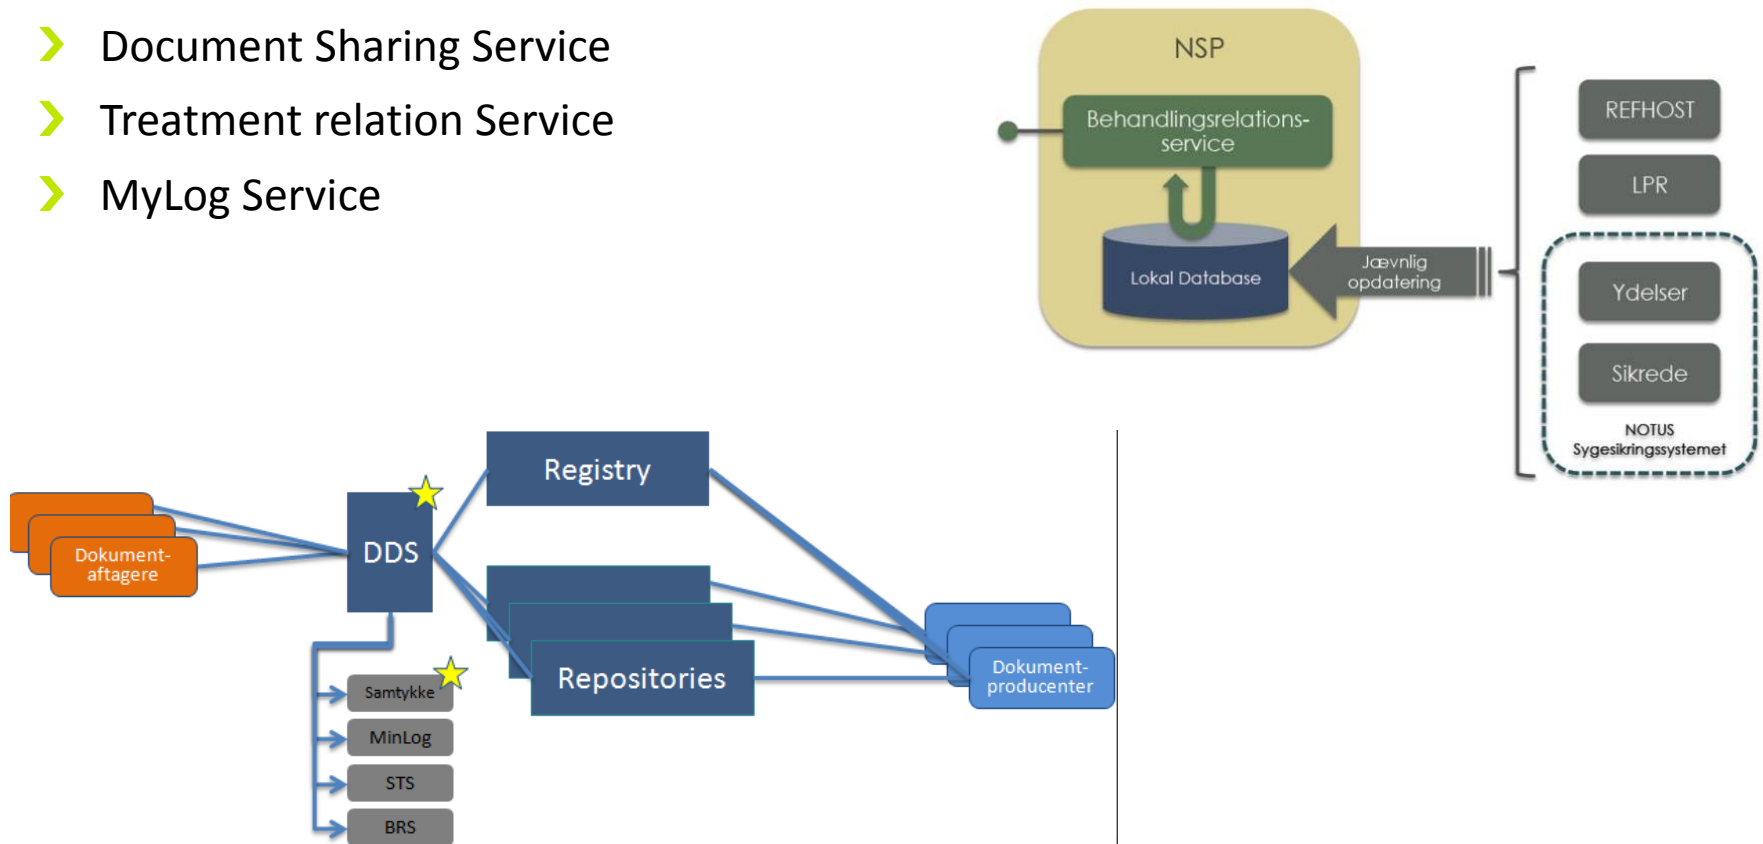 Document Sharing Service
Treatment relation Service
MyLog Service
NSP
Behandlingsrelations-
service
Lokal Database
Jævnlig
opdatering
REFHOST
LPR
Ydelser
Sikrede
NOTUS
Sygesikringssystemet
Registry
DDS
Dokument-
aftagere
Repositories
Dokument-
producenter
Samtykke
MinLog
STS
BRS